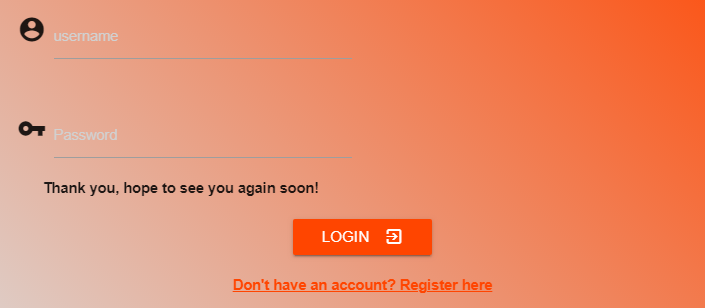 username
Password
Thank you, hope to see you again soon!
LOGIN
Don't have an account? Register here